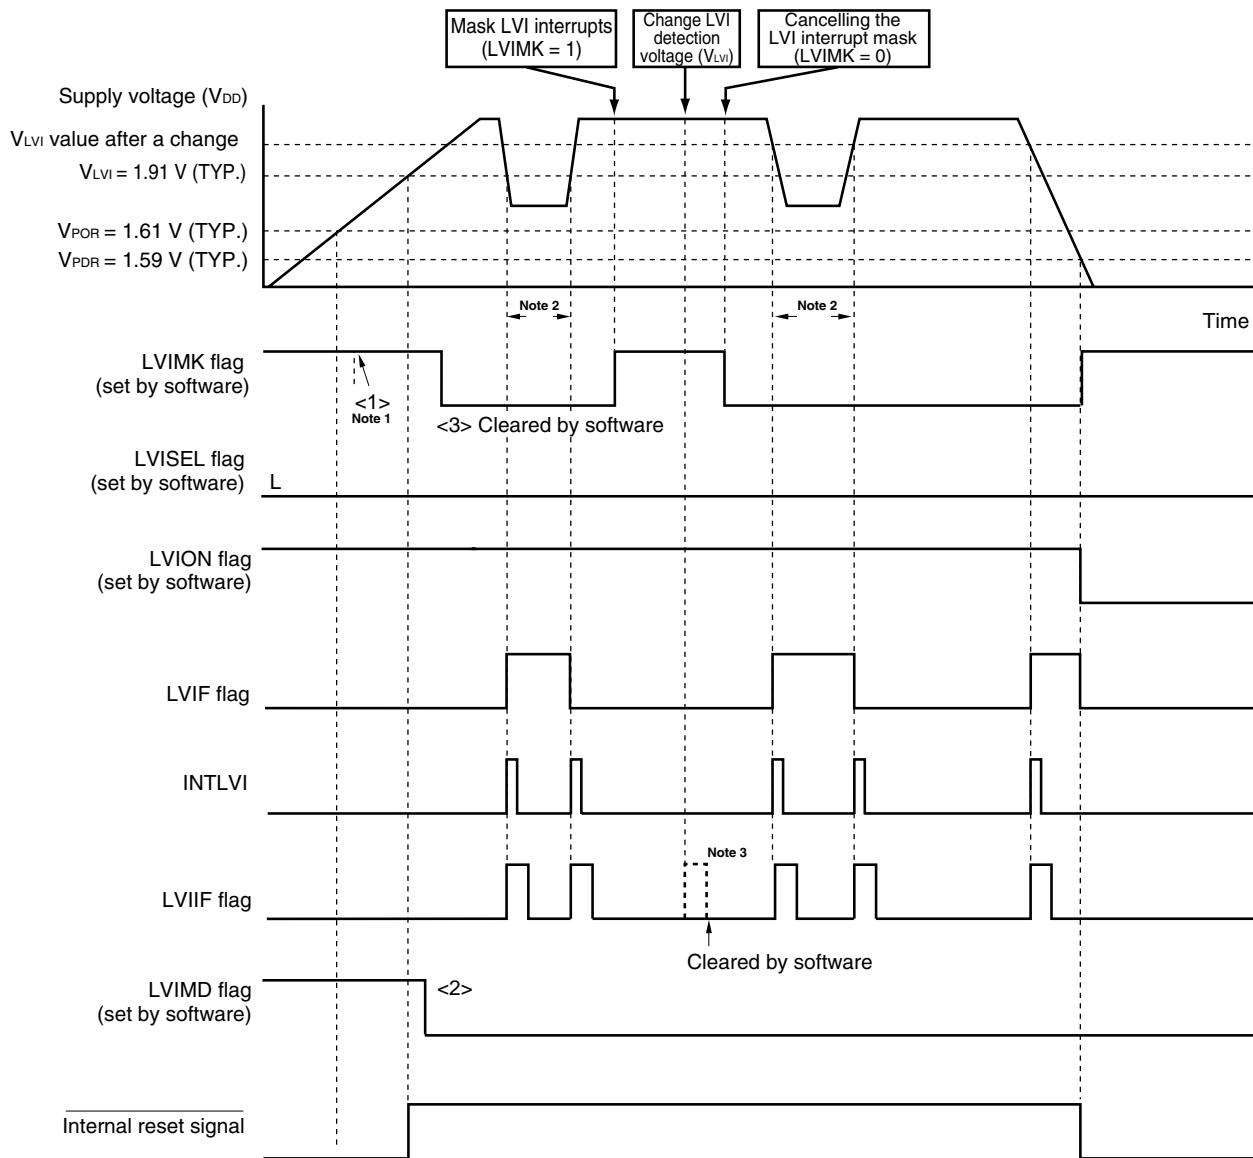 Mask LVI interrupts
(LVIMK = 1)
Change LVI
detection
voltage (VLVI)
Cancelling the
LVI interrupt mask
(LVIMK = 0)
Supply voltage (VDD)
VLVI value after a change
VLVI = 1.91 V (TYP.)
VPOR = 1.61 V (TYP.)
VPDR = 1.59 V (TYP.)
Note 2
Note 2
Time
LVIMK flag
(set by software)
<1>
Note 1
<3> Cleared by software
LVISEL flag
(set by software)
L
LVION flag
(set by software)
LVIF flag
INTLVI
Note 3
LVIIF flag
Cleared by software
LVIMD flag
(set by software)
<2>
Internal reset signal